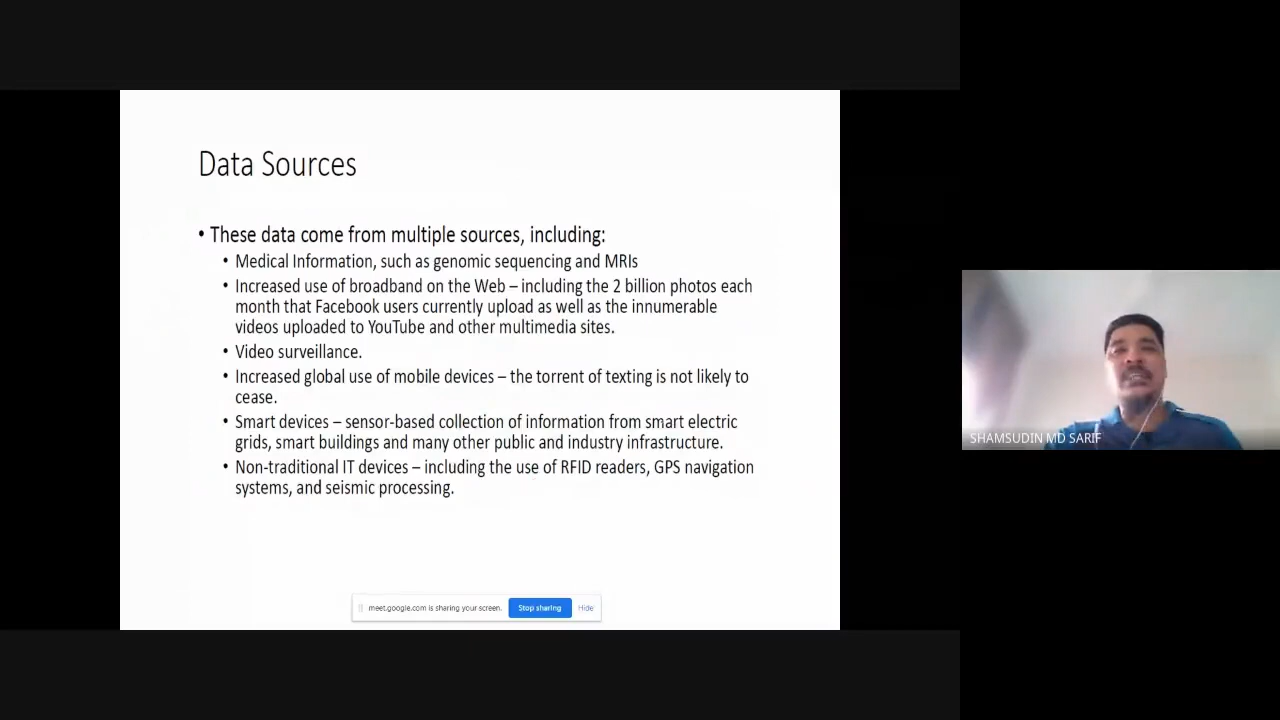 Data Sources
• These data come from multiple sources, including:
• Medical Information, such as genomic sequencing and MRIs
• Increased use of broadband on the Web – including the 2 billion photos each
month that Facebook users currently upload as well as the innumerable
videos uploaded to YouTube and other multimedia sites.
• Video surveillance.
• Increased global use of mobile devices – the torrent of texting is not likely to
cease.
• Smart devices – sensor-based collection of information from smart electric
grids, smart buildings and many other public and industry infrastructure.
• Non-traditional IT devices – including the use of RFID readers, GPS navigation
systems, and seismic processing.
meet.google.com is sharing your screen. Stop sharing Hide
SHAMSUDIN MD SARIF